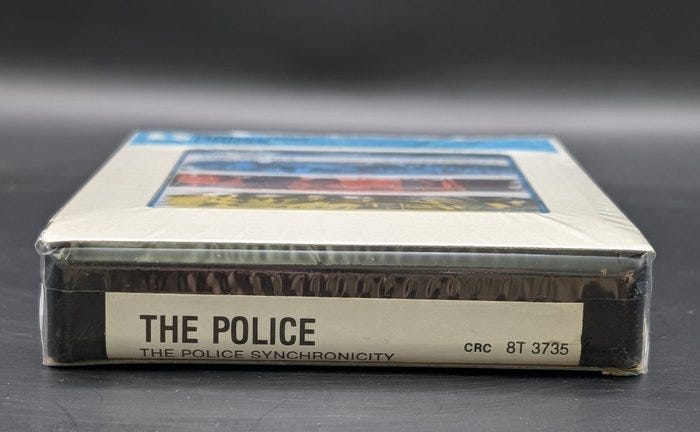 THE POLICE
THE POLICE SYNCHRONICITY
CRC 8T 3735